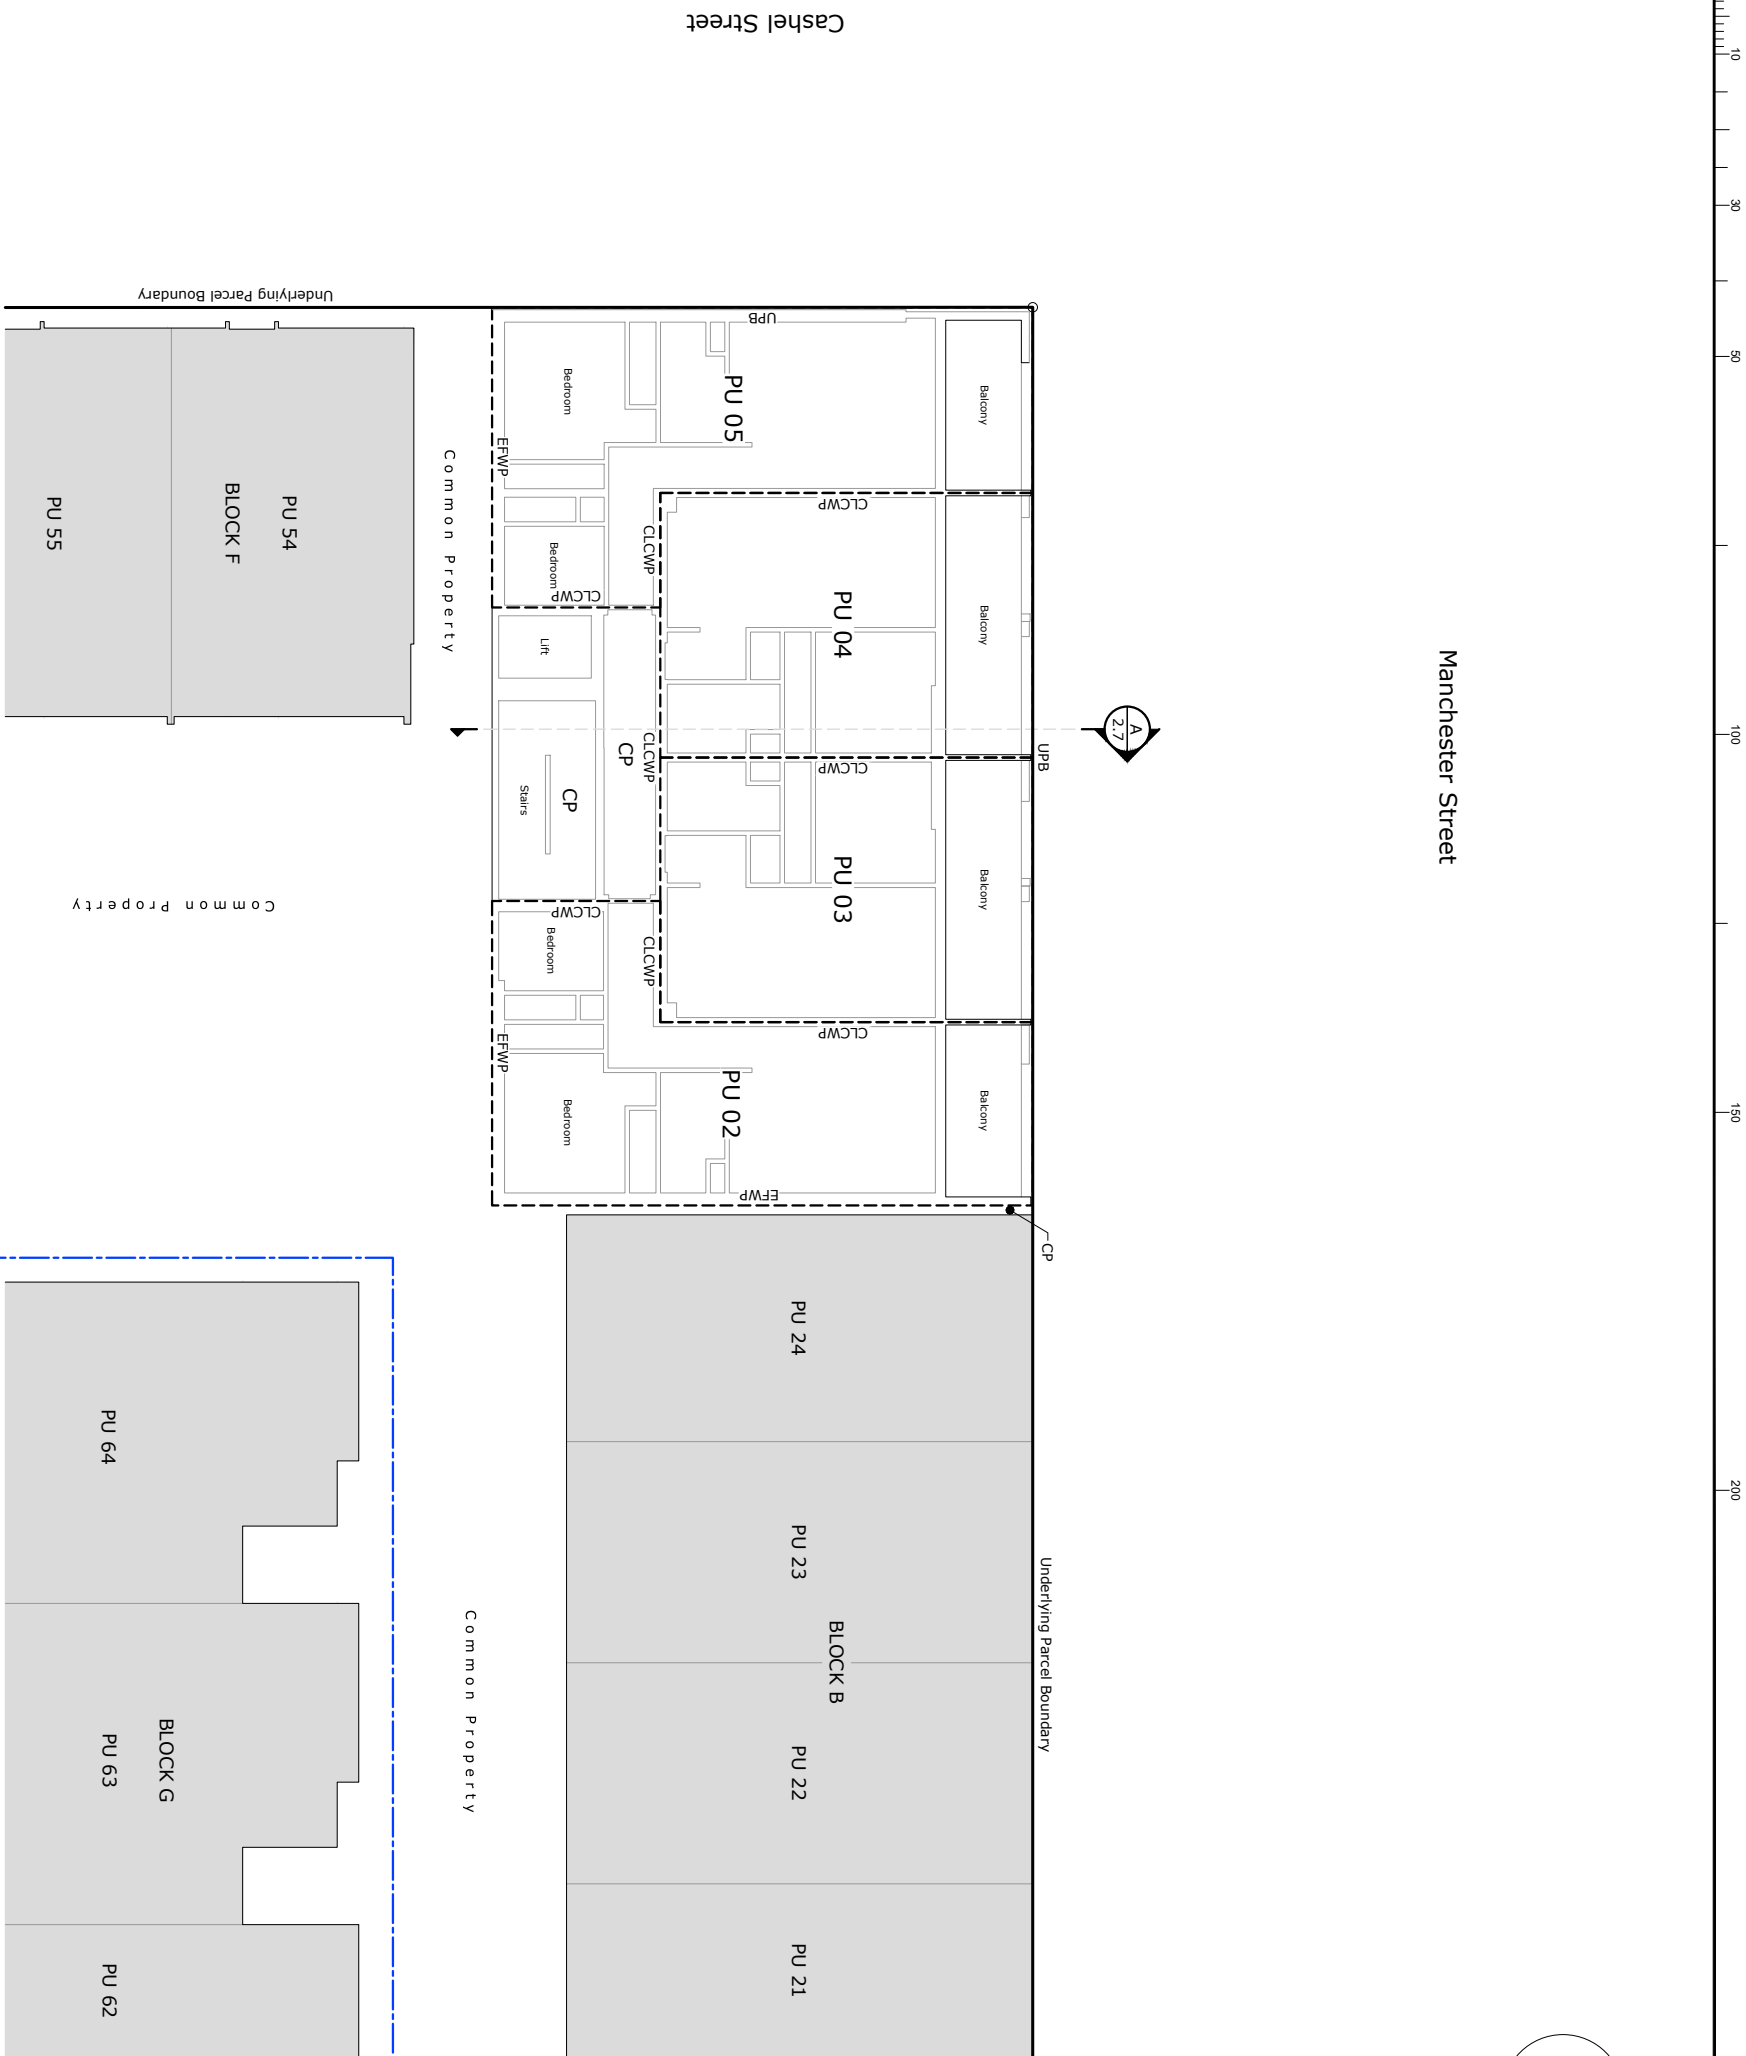 Cashel Street
10
30
50
100
150
200
Underlying Parcel Boundary
UPB
Bedroom
PU 05
Balcony
EFWP
Common Property
PU 55
BLOCK F
PU 54
CLCWP
CLCWP
Bedroom
CLCWP
PU 04
Balcony
Lift
Manchester Street
A
2.7
UPB
CP
CLCWP
CLCWP
Stairs
CP
PU 03
Balcony
Common Property
CLCWP
Bedroom
CLCWP
CLCWP
EFWP
Bedroom
PU 02
Balcony
EFWP
CP
PU 24
PU 64
PU 23
Underlying Parcel Boundary
BLOCK B
Common Property
BLOCK G
PU 63
PU 22
PU 62
PU 21